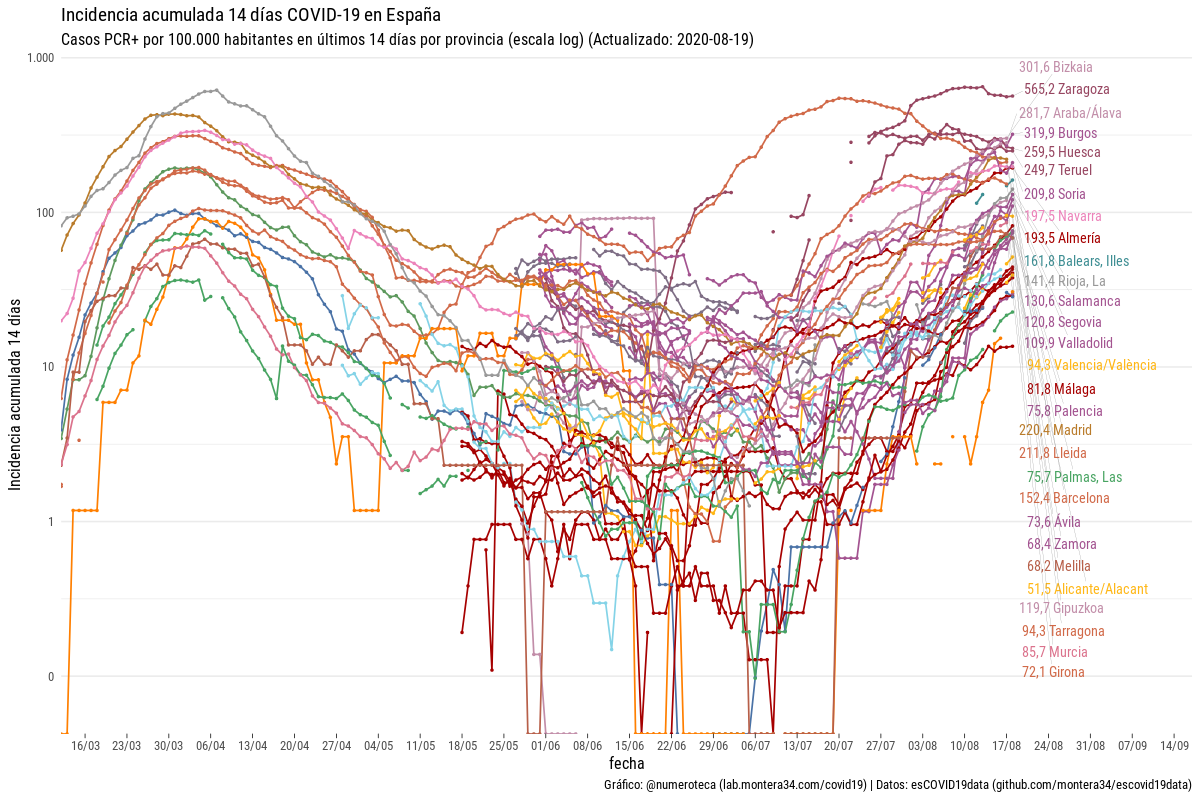 Incidencia acumulada 14 días COVID-19 en España
Casos PCR+ por 100.000 habitantes en últimos 14 días por provincia (escala log) (Actualizado: 2020-08-19)
Incidencia acumulada 14 días
1.000
100
10
1
0
301,6 Bizkaia
565,2 Zaragoza
281,7 Araba/Álava
319,9 Burgos
259,5 Huesca
249,7 Teruel
209,8 Soria
197,5 Navarra
193,5 Almería
161,8 Balears, Illes
141,4 Rioja, La
130,6 Salamanca
120,8 Segovia
109,9 Valladolid
94,3 Valencia/València
81,8 Málaga
75,8 Palencia
220,4 Madrid
211,8 Lleida
75,7 Palmas, Las
152,4 Barcelona
73,6 Ávila
68,4 Zamora
68,2 Melilla
51,5 Alicante/Alacant
119,7 Gipuzkoa
94,3 Tarragona
85,7 Murcia
72,1 Girona
16/03 23/03 30/03 06/04 13/04 20/04 27/04 04/05 11/05 18/05 25/05 01/06 08/06 15/06 22/06 29/06 06/07 13/07 20/07 27/07 03/08 10/08 17/08 24/08 31/08 07/09 14/09
fecha
Gráfico: @numeroteca (lab.montera34.com/covid19) | Datos: esCOVID19data (github.com/montera34/escovid19data)